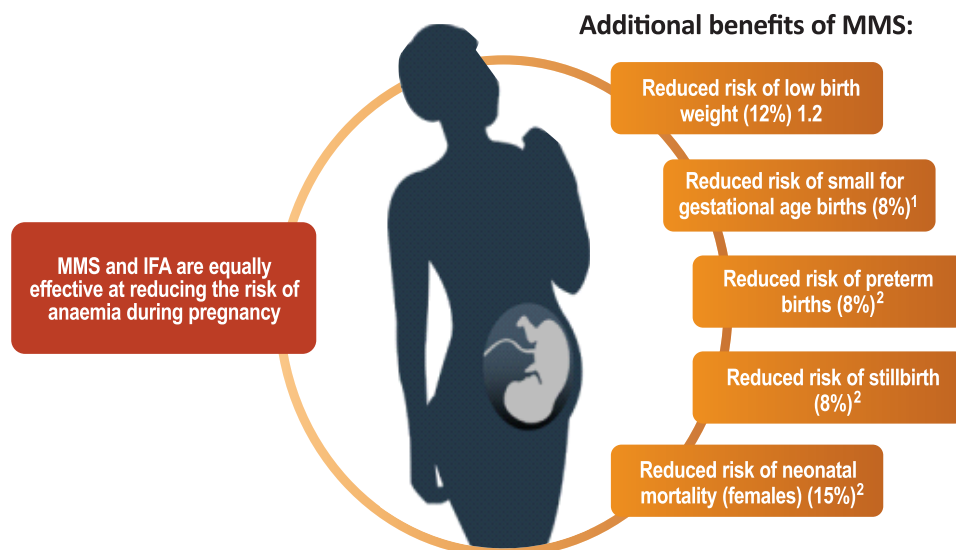 Additional benefits of MMS:
Reduced risk of low birth
weight (12%) 1.2
Reduced risk of small for
gestational age births (8%)¹
MMS and IFA are equally
effective at reducing the risk of
anaemia during pregnancy
Reduced risk of preterm
births (8%)²
Reduced risk of stillbirth
(8%)²
Reduced risk of neonatal
mortality (females) (15%)²